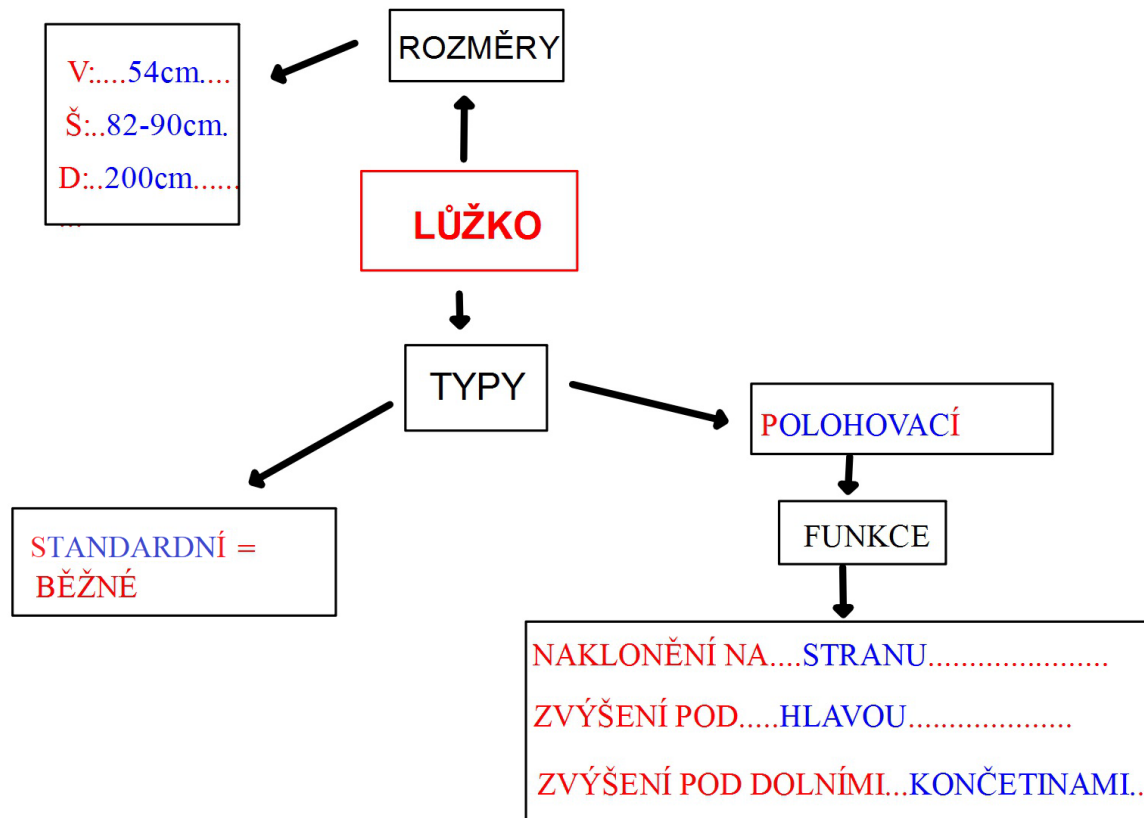 ROZMĚRY
V:....54cm....
Š:..82-90cm.
D:..200cm......
...
LŮŽKO
TYPY
POLOHOVACÍ
STANDARDNÍ =
BĚŽNÉ
FUNKCE
NAKLONĚNÍ NA....STRANU......................
ZVÝŠENÍ POD.....HLAVOU....................
ZVÝŠENÍ POD DOLNÍMI...KONČETINAMI..